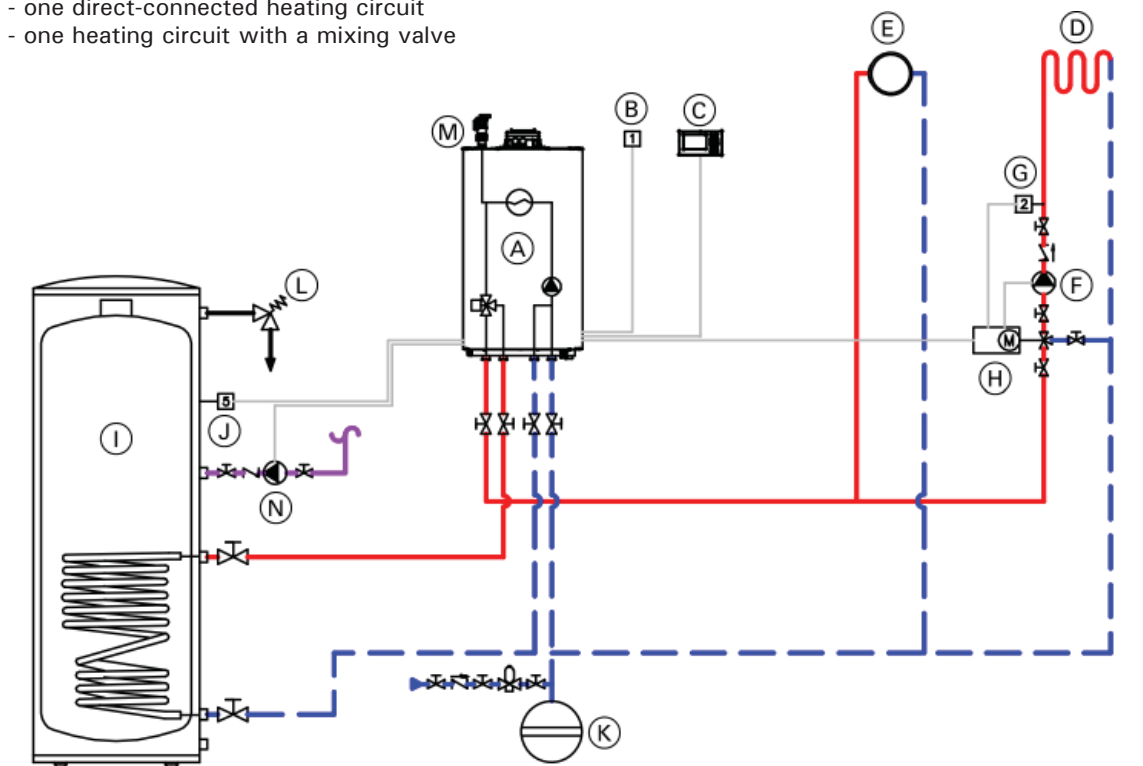 - one direct-connected heating circuit
- one heating circuit with a mixing valve
E
D
M
B
C
1
G
2
A
L
F
M
H
5
J
I
N
K